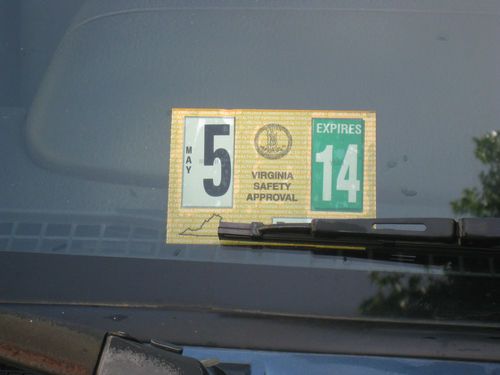 MAY
5
VIRGINIA
SAFETY
APPROVAL
EXPIRES
14